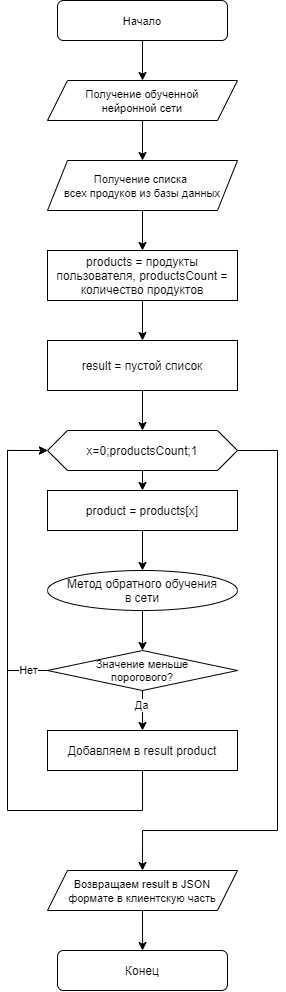 Начало
Получение обученной
нейронной сети
Получение списка
всех продуков из базы данных
products = продукты
пользователя, productsCount =
количество продуктов
result = пустой список
x=0;productsCount;1
product = products[x]
Метод обратного обучения
в сети
Значение меньше
порогового?
Нет
Да
Добавляем в result product
Возвращаем result в JSON
формате в клиентскую часть
Конец